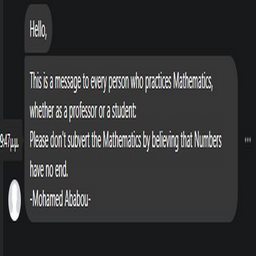 Hello,
This is a message to every person who practices Mathematics,
whether as a professor or a student:
9:47 μ.μ.
Please don't subvert the Mathematics by believing that Numbers
have no end.
-Mohamed Ababou-